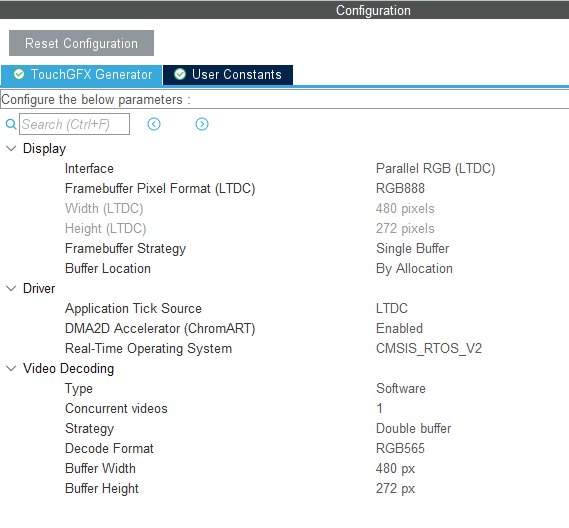 Configuration
Reset Configuration
TouchGFX Generator User Constants
Configure the below parameters :
Search (Ctrl+F)
Display
Interface Parallel RGB (LTDC)
Framebuffer Pixel Format (LTDC) RGB888
Width (LTDC) 480 pixels
Height (LTDC) 272 pixels
Framebuffer Strategy Single Buffer
Buffer Location By Allocation
Driver
Application Tick Source LTDC
DMA2D Accelerator (ChromART) Enabled
Real-Time Operating System CMSIS_RTOS_V2
Video Decoding
Type Software
Concurrent videos 1
Strategy Double buffer
Decode Format RGB565
Buffer Width 480 px
Buffer Height 272 px